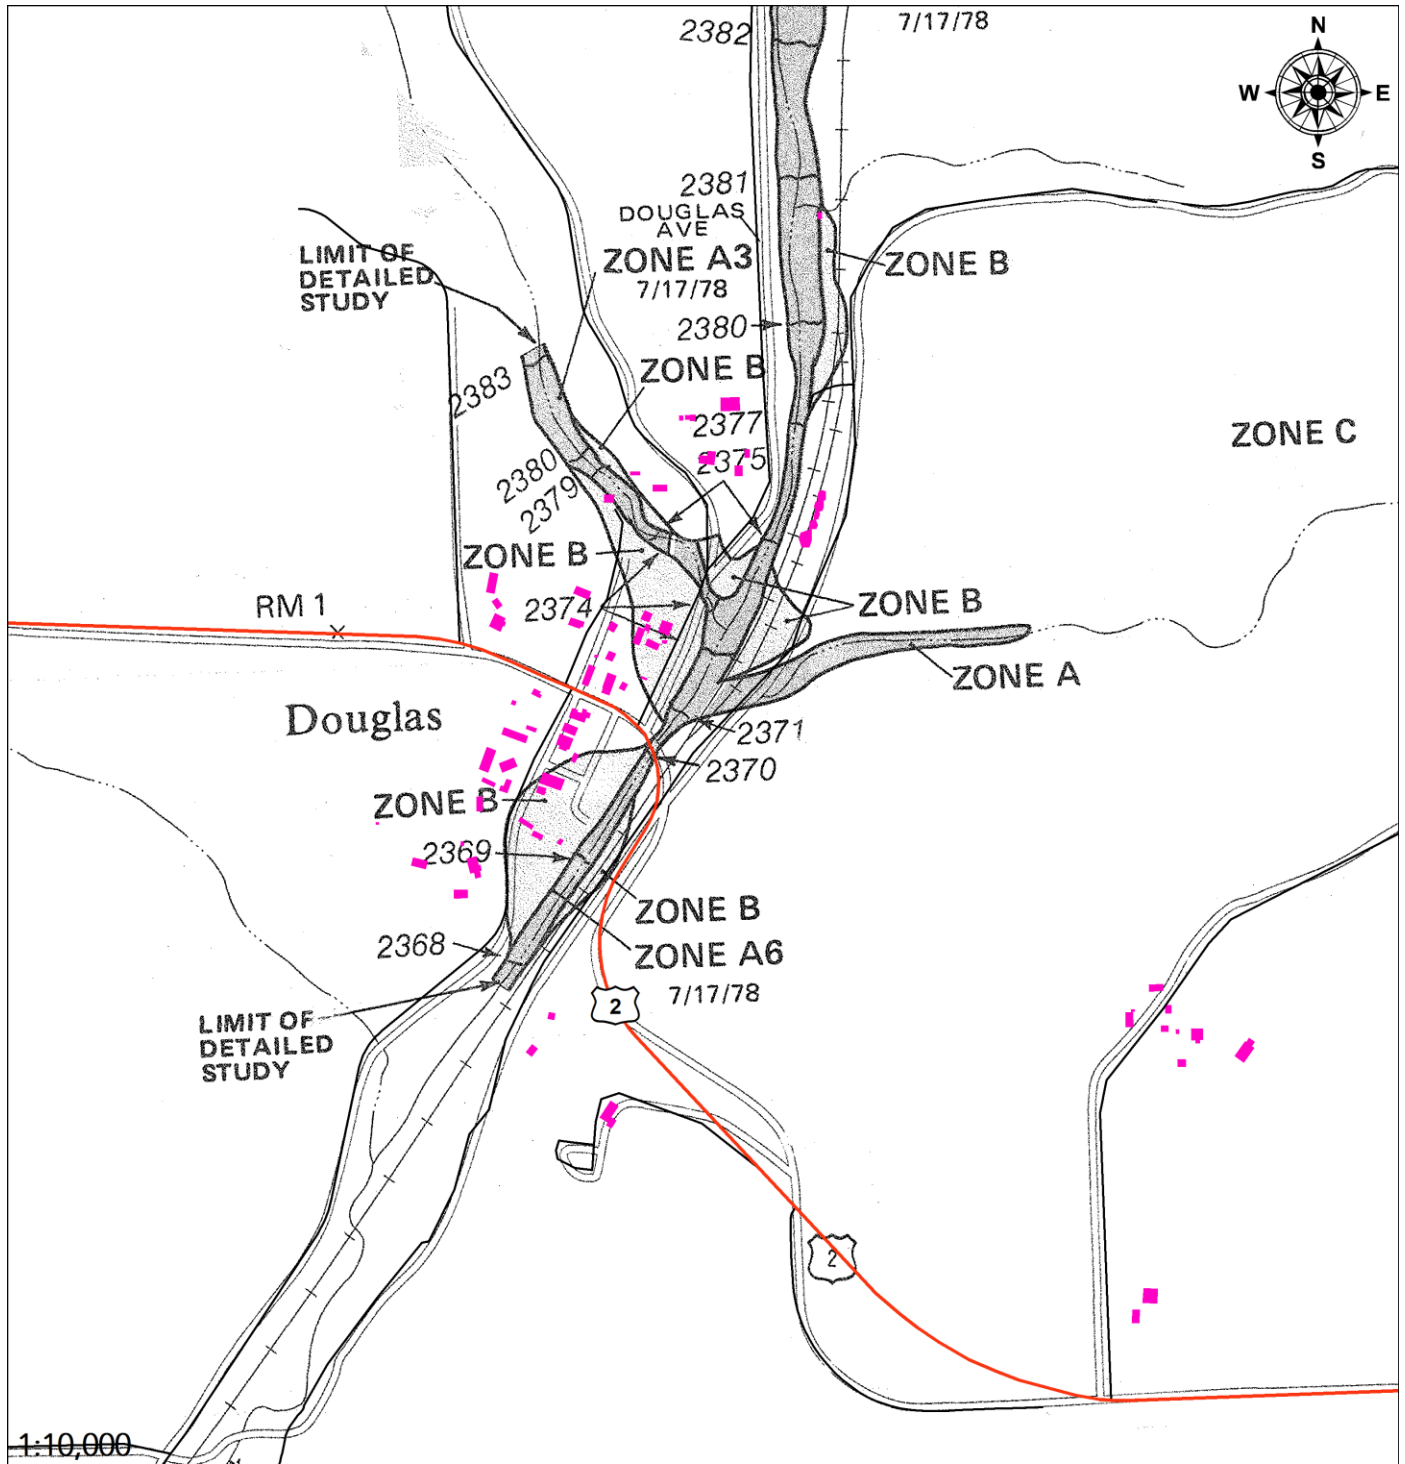 2382
7/17/78
N
W E
S
2381
DOUGLAS
AVE
LIMIT OF
DETAILED
STUDY
ZONE A3
7/17/78
ZONE B
2380
ZONE B
2383
2377
ZONE C
2375
2380
2379
ZONE B
2374
RM 1
ZONE B
ZONE A
Douglas
2371
2370
ZONE B
2369
ZONE B
2368
ZONE A6
7/17/78
2
LIMIT OF
DETAILED
STUDY
2
1:10,000